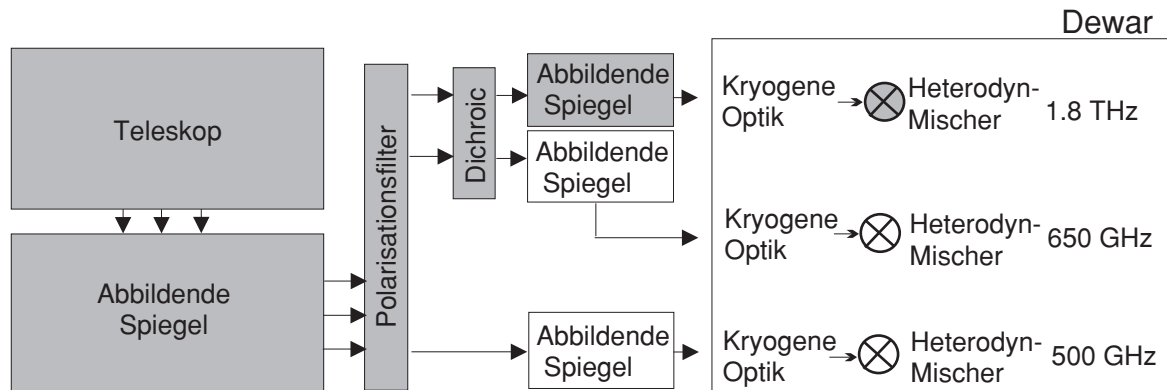 Dewar
Teleskop
Abbildende
Spiegel
Polarisationsfilter
Dichroic
Abbildende
Spiegel
Abbildende
Spiegel
Abbildende
Spiegel
Kryogene
Optik
Heterodyn-
Mischer
1.8 THz
Kryogene
Optik
Heterodyn-
Mischer
650 GHz
Kryogene
Optik
Heterodyn-
Mischer
500 GHz